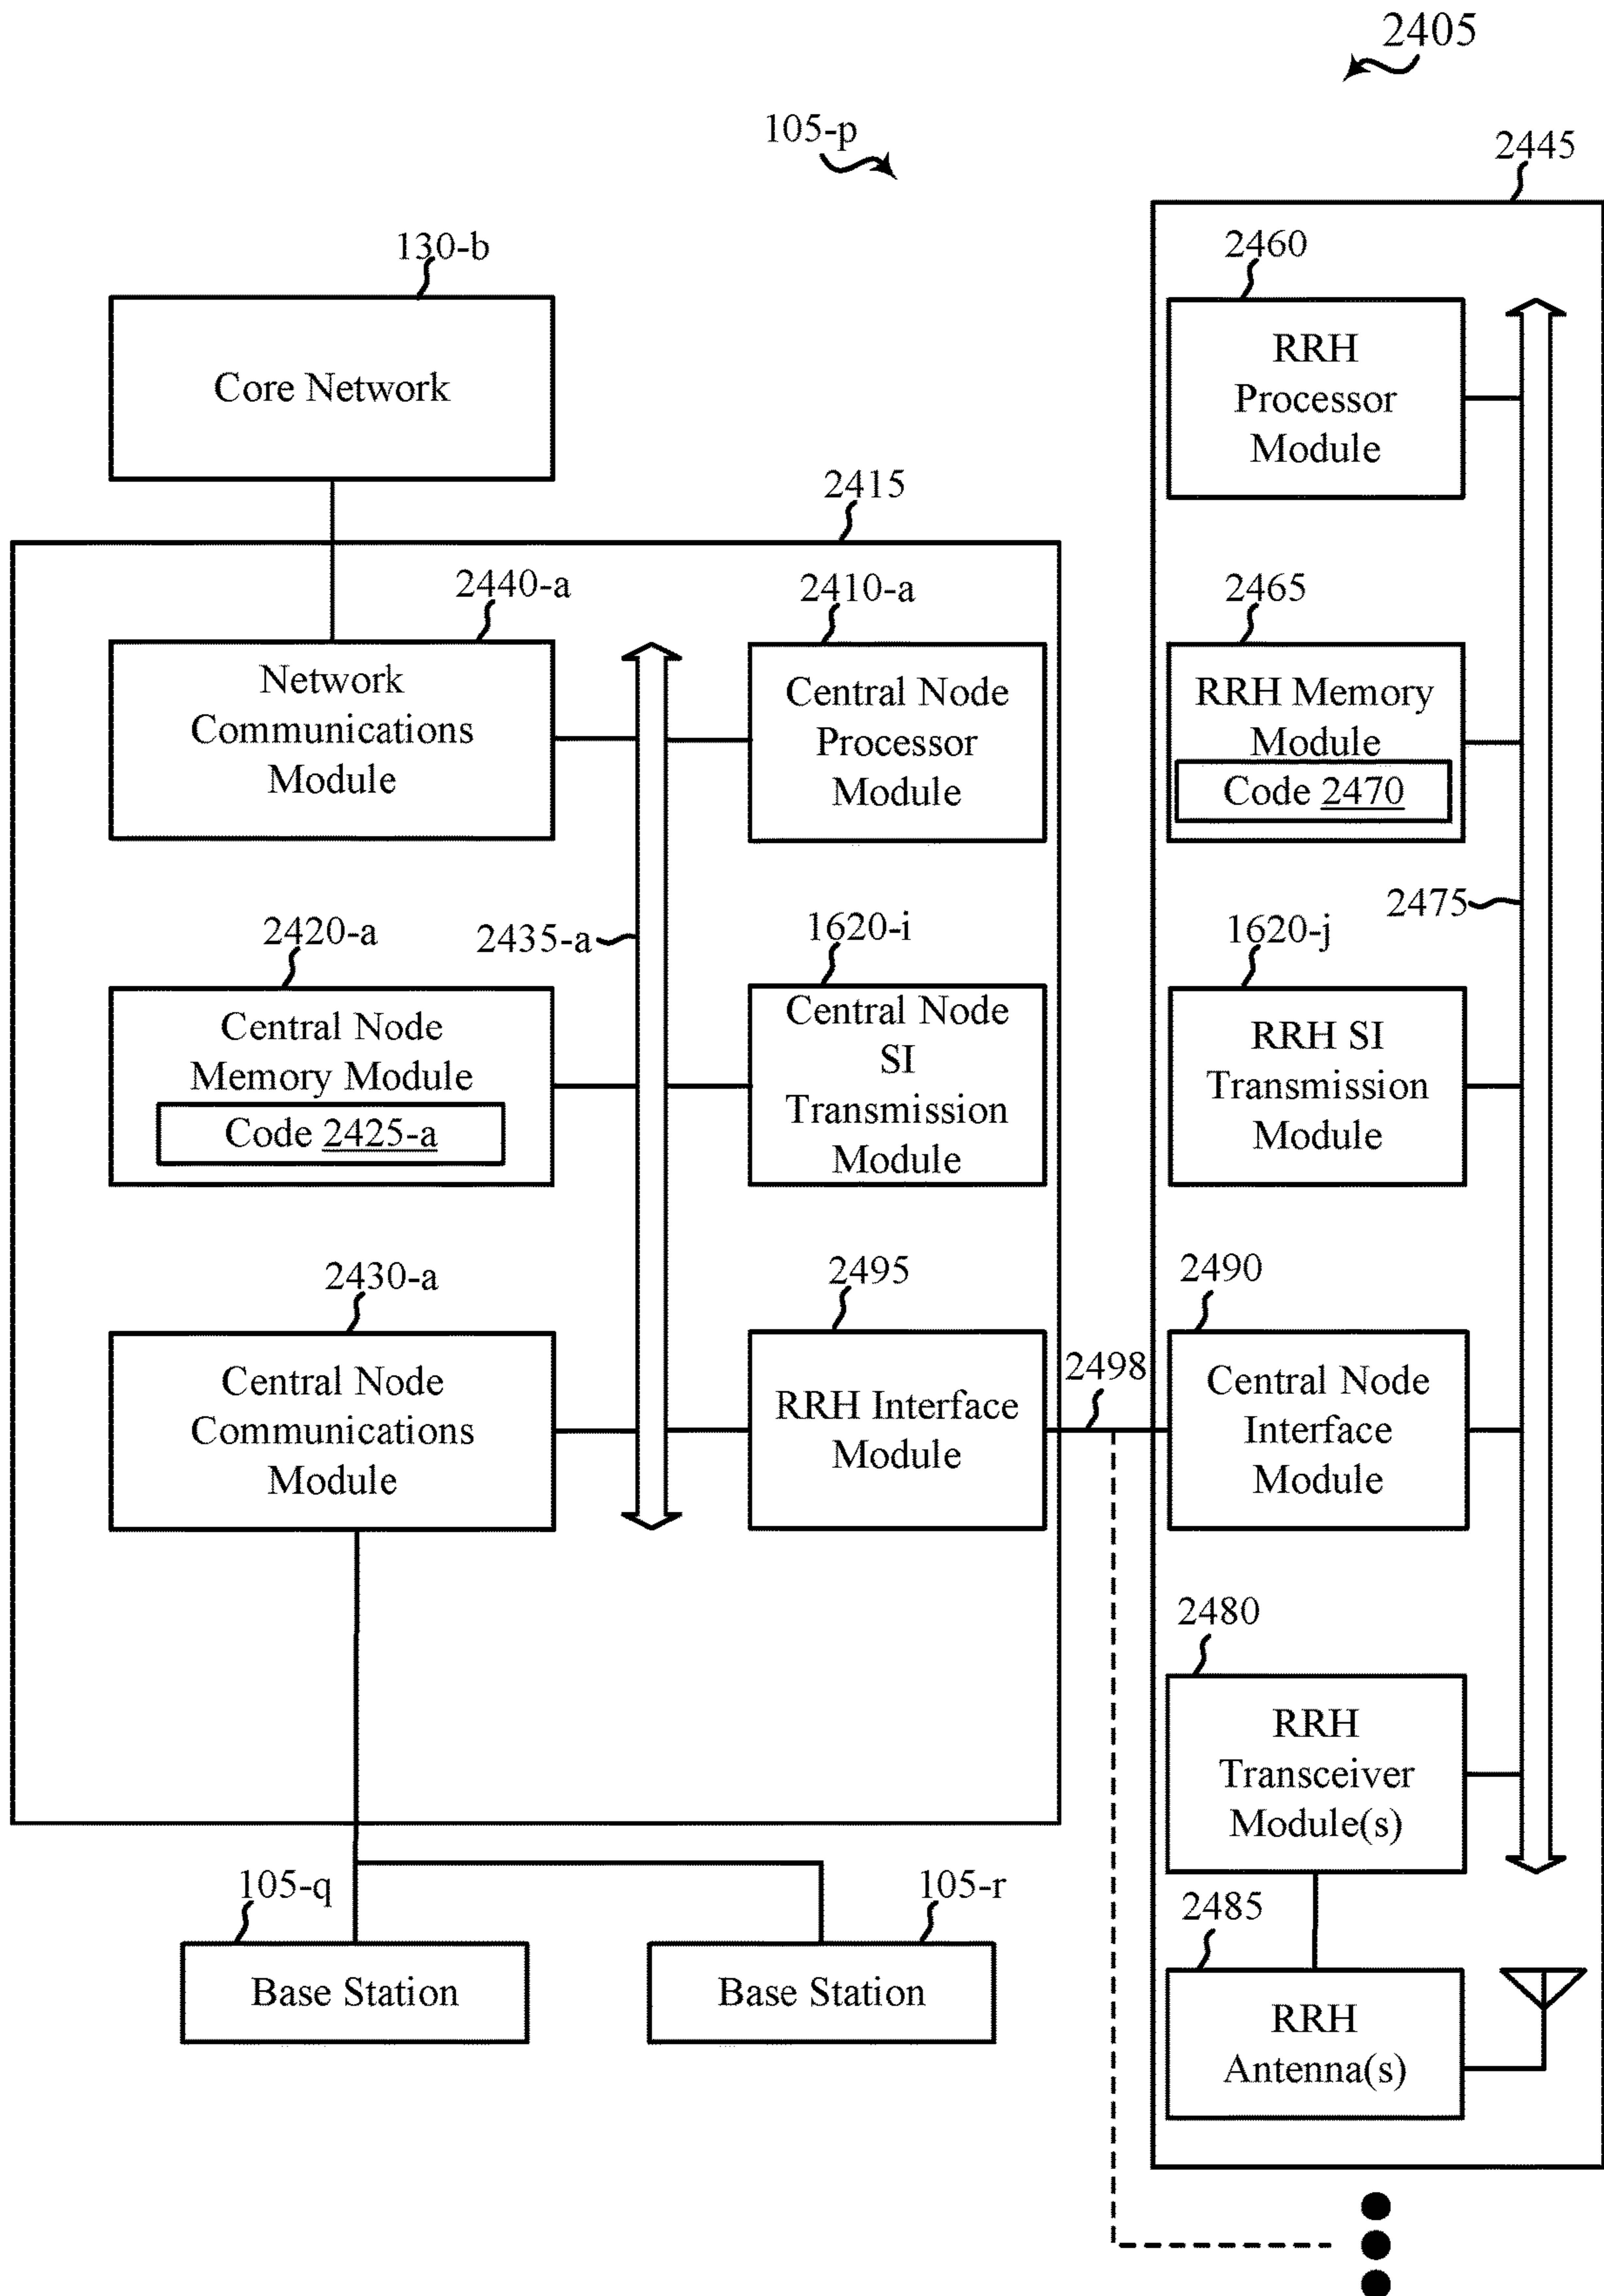 2405
105-p
2445
130-b
Core Network
2460
RRH
Processor
Module
2415
2440-a
Network
Communications
Module
2410-a
Central Node
Processor
Module
2465
RRH Memory
Module
Code 2470
2475
2420-a
Central Node
Memory Module
Code 2425-a
2435-a
1620-i
Central Node
SI
Transmission
Module
1620-j
RRH SI
Transmission
Module
2430-a
Central Node
Communications
Module
2495
RRH Interface
Module
2498
2490
Central Node
Interface
Module
2480
RRH
Transceiver
Module(s)
105-q
Base Station
105-r
Base Station
2485
RRH
Antenna(s)